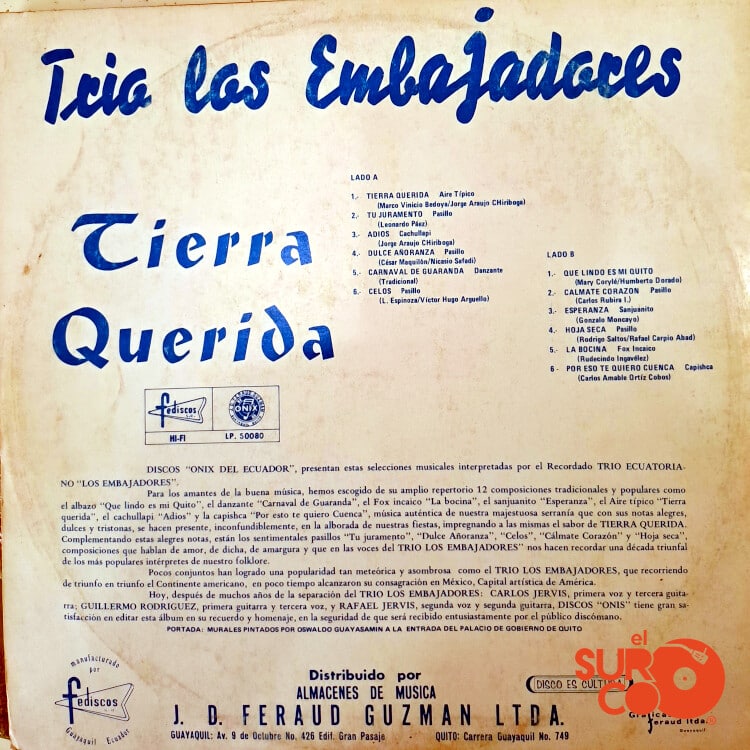 Trio los Embajadores
Tierra
Querida
LADO A
1.- TIERRA QUERIDA Aire Típico
(Marco Vinicio Bedoya/Jorge Araujo CHiriboga)
2.- TU JURAMENTO Pasillo
(Leonardo Páez)
3.- ADIOS Cachullapi
(Jorge Araujo CHiriboga)
4.- DULCE AÑORANZA Pasillo
(César Maquilón/Nicasio Safadi)
5.- CARNAVAL DE GUARANDA Danzante
(Tradicional)
6.- CELOS Pasillo
(L. Espinoza/Víctor Hugo Arguello)
LADO B
1.- QUE LINDO ES MI QUITO
(Mary Corylé/Humberto Dorado)
2.- CALMATE CORAZON Pasillo
(Carlos Rubira I.)
3.- ESPERANZA Sanjuanito
(Gonzalo Moncayo)
4.- HOJA SECA Pasillo
(Rodrigo Saltos/Rafael Carpio Abad)
5.- LA BOCINA Fox Incaico
(Rudecindo Ingavélez)
6 - POR ESO TE QUIERO CUENCA Capishca
(Carlos Amable Ortíz Cobos)
fediscos
ONIX
HI-FI LP. 50080
DISCOS "ONIX DEL ECUADOR", presentan estas selecciones musicales interpretadas por el Recordado TRIO ECUATORIA-
NO "LOS EMBAJADORES".
Para los amantes de la buena música, hemos escogido de su amplio repertorio 12 composiciones tradicionales y populares como
el albazo "Que lindo es mi Quito", el danzante "Carnaval de Guaranda", el Fox incaico "La bocina", el sanjuanito "Esperanza", el Aire típico "Tierra
querida", el cachullapi "Adios" y la capishca "Por esto te quiero Cuenca", música auténtica de nuestra majestuosa serranía que con sus notas alegres,
dulces y tristonas, se hacen presente, inconfundiblemente, en la alborada de nuestras fiestas, impregnando a las mismas el sabor de TIERRA QUERIDA.
Complementando estas alegres notas, están los sentimentales pasillos "Tu juramento", "Dulce Añoranza", "Celos", "Cálmate Corazón" y "Hoja seca",
composiciones que hablan de amor, de dicha, de amargura y que en las voces del TRIO LOS EMBAJADORES" nos hacen recordar una década triunfal
de los más populares intérpretes de nuestro folklore.
Pocos conjuntos han logrado una popularidad tan meteórica y asombrosa como el TRIO LOS EMBAJADORES, que recorriendo
de triunfo en triunfo el Continente americano, en poco tiempo alcanzaron su consagración en México, Capital artística de América.
Hoy, después de muchos años de la separación del TRIO LOS EMBAJADORES: CARLOS JERVIS, primera voz y tercera guitar-
ra; GUILLERMO RODRIGUEZ, primera guitarra y tercera voz, y RAFAEL JERVIS, segunda voz y segunda guitarra, DISCOS "ONIS" tiene gran sa-
tisfacción en editar esta álbum en su recuerdo y homenaje, en la seguridad de que será recibido entusiastamente por el público discómano.
PORTADA: MURALES PINTADOS POR OSWALDO GUAYASAMIN A LA ENTRADA DEL PALACIO DE GOBIERNO DE QUITO
manufacturado
por
fediscos
Guayaquil Ecuador
Distribuido por
ALMACENES DE MUSICA
J. D. FERAUD GUZMAN LTDA.
GUAYAQUIL: Av. 9 de Octubre No. 426 Edif. Gran Pasaje QUITO: Carrera Guayaquil No. 749
DISCO ES CULTURA
el
SURCO
Gráficas
feraud ltda.
Guayaquil